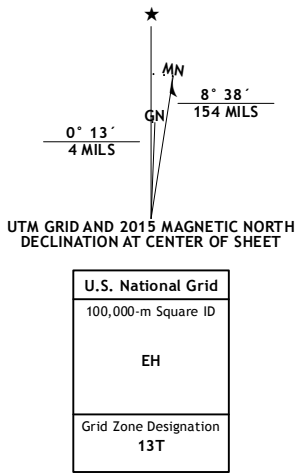 MN
8° 38´
154 MILS
GN
0° 13´
4 MILS
UTM GRID AND 2015 MAGNETIC NORTH
DECLINATION AT CENTER OF SHEET
U.S. National Grid
100,000-m Square ID
EH
Grid Zone Designation
13T